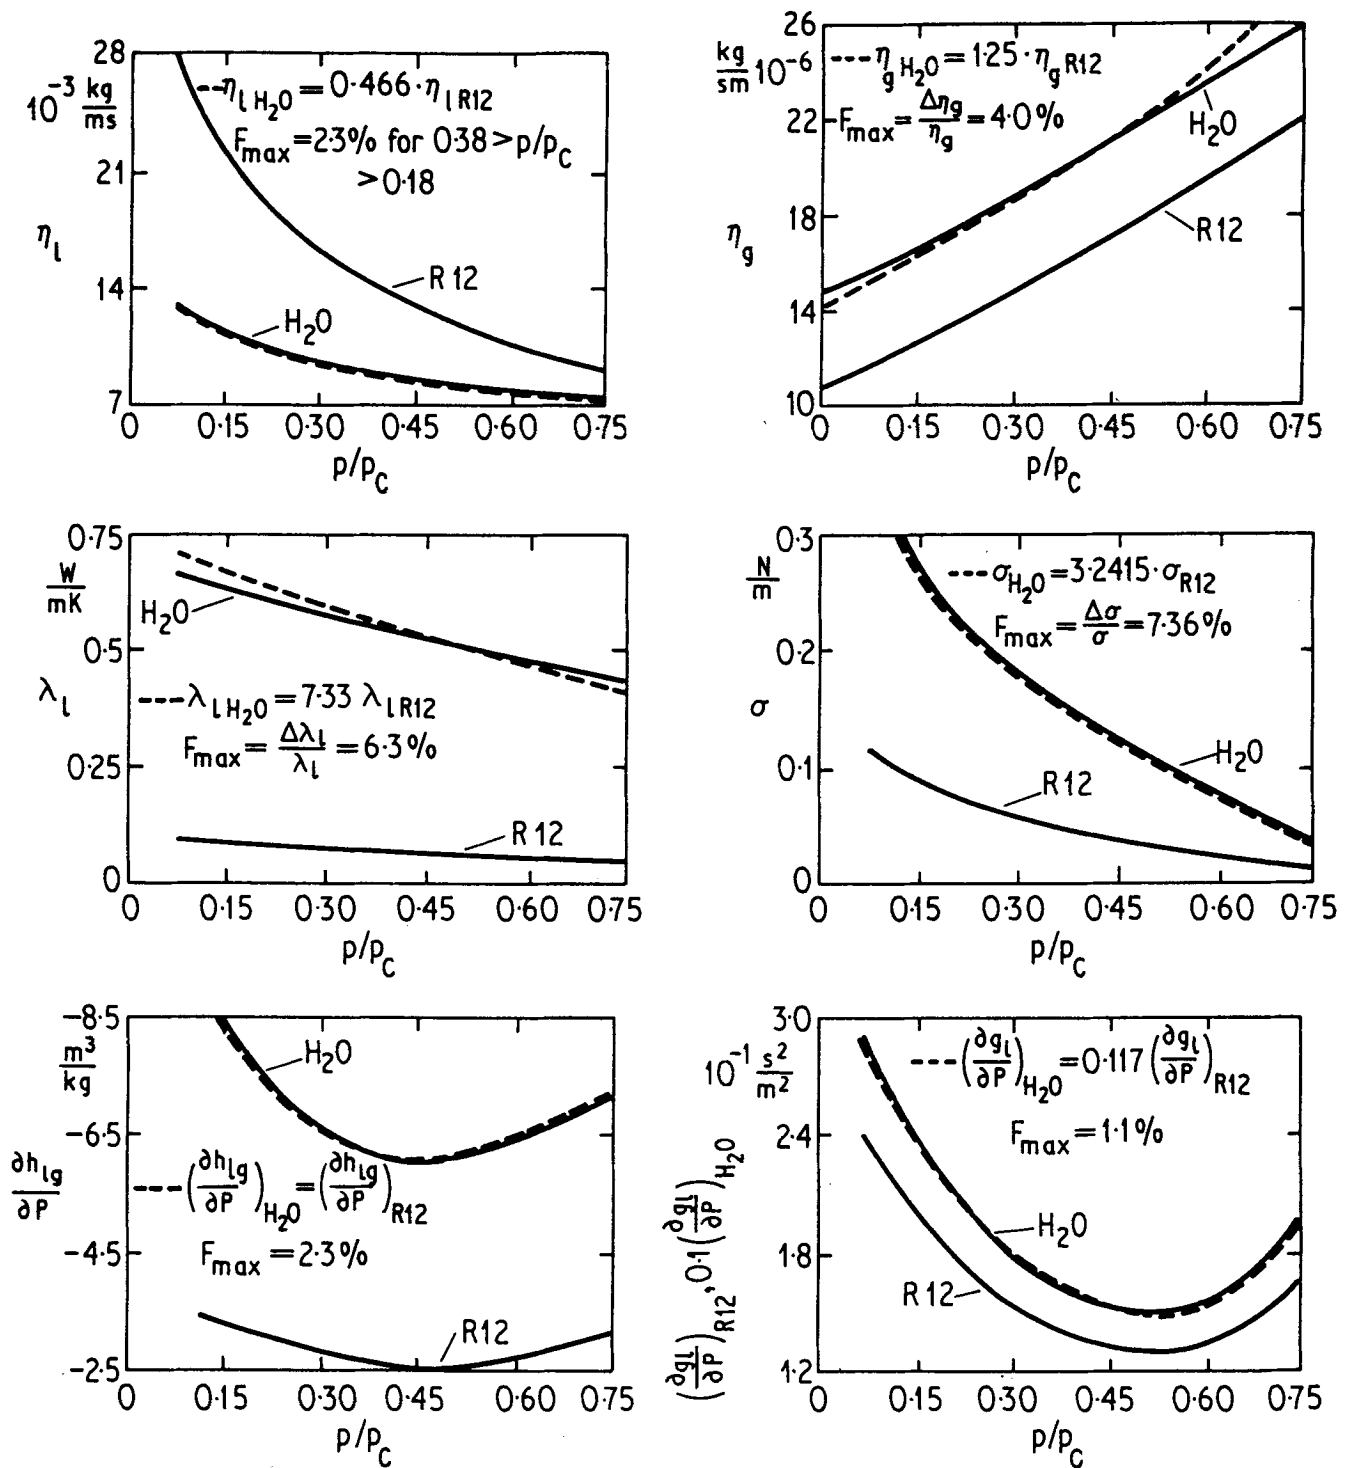 28
10⁻³ kg/ms
21
η_l
14
7
0 0·15 0·30 0·45 0·60 0·75
p/p_C
---η_l H₂O = 0·466 · η_l R12
F_max = 2·3% for 0·38 > p/p_C
> 0·18
R12
H₂O
26
kg/sm 10⁻⁶
22
18
η_g
14
10
0 0·15 0·30 0·45 0·60 0·75
p/p_C
---η_g H₂O = 1·25 · η_g R12
F_max = Δη_g/η_g = 4·0%
H₂O
R12
0·75
W/mK
0·5
λ_l
0·25
0
0 0·15 0·30 0·45 0·60 0·75
p/p_C
H₂O
---λ_l H₂O = 7·33 λ_l R12
F_max = Δλ_l/λ_l = 6·3%
R12
0·3
N/m
0·2
σ
0·1
0
0 0·15 0·30 0·45 0·60 0·75
p/p_C
---σ_H₂O = 3·2415 · σ_R12
F_max = Δσ/σ = 7·36%
H₂O
R12
-8·5
m³/kg
-6·5
∂h_lg/∂P
-4·5
-2·5
0 0·15 0·30 0·45 0·60 0·75
p/p_C
H₂O
---(∂h_lg/∂P)_H₂O = (∂h_lg/∂P)_R12
F_max = 2·3%
R12
3·0
10⁻¹ s²/m²
2·4
(∂g_l/∂P)_R12, 0·1(∂g_l/∂P)_H₂O
1·8
1·2
0 0·15 0·30 0·45 0·60 0·75
p/p_C
---(∂g_l/∂P)_H₂O = 0·117 (∂g_l/∂P)_R12
F_max = 1·1%
H₂O
R12